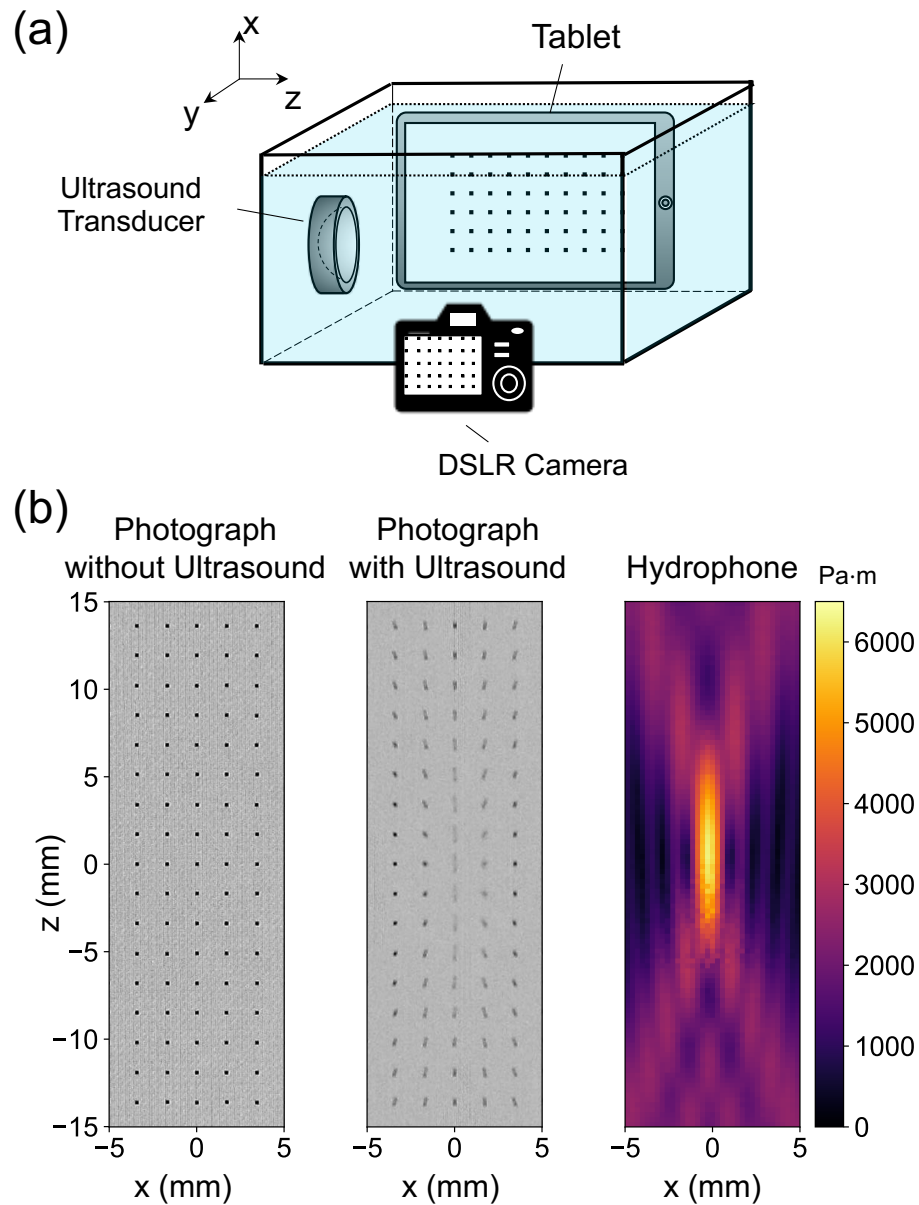 (a)
x
y
z
Tablet
Ultrasound
Transducer
DSLR Camera
(b)
Photograph
without Ultrasound
Photograph
with Ultrasound
Hydrophone
Pa·m
15
10
5
0
−5
−10
−15
z (mm)
−5
0
5
x (mm)
−5
0
5
x (mm)
−5
0
5
x (mm)
6000
5000
4000
3000
2000
1000
0